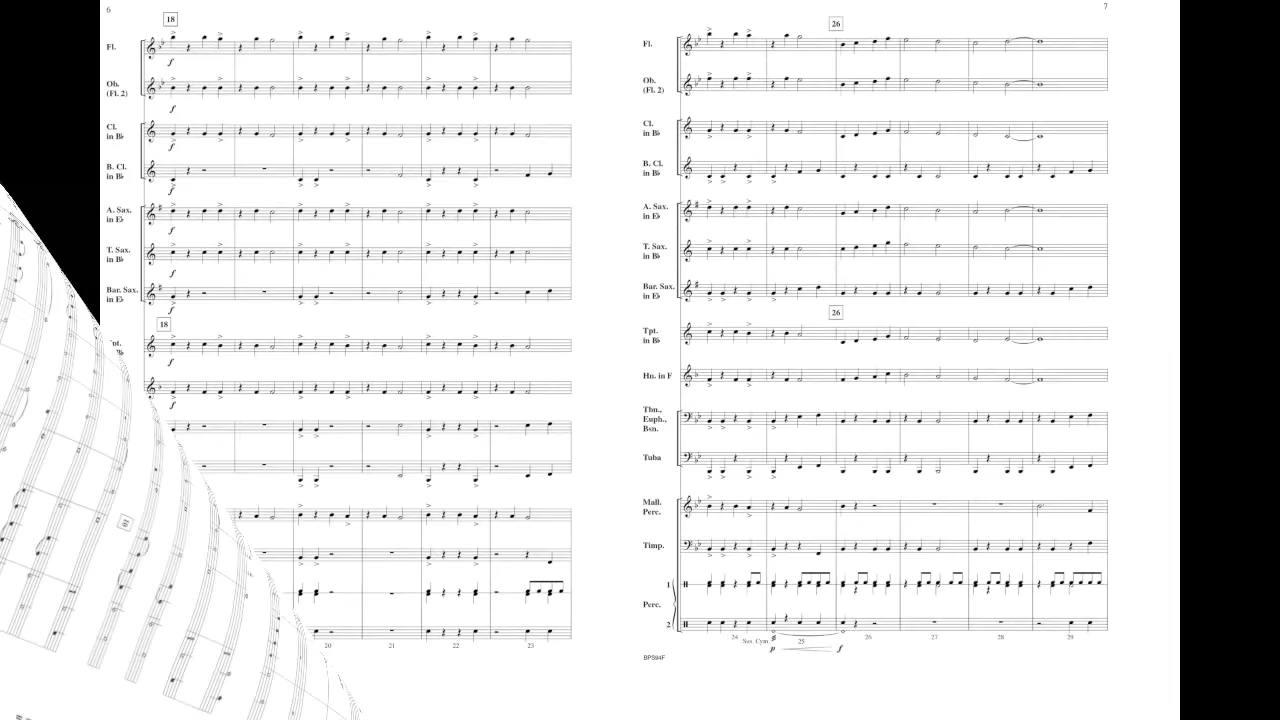 6
18
Fl.
f
Ob.
(Fl. 2)
f
Cl.
in B♭
f
B. Cl.
in B♭
f
A. Sax.
in E♭
f
T. Sax.
in B♭
f
Bar. Sax.
in E♭
f
18
f
f
20
21
22
23
7
26
Fl.
Ob.
(Fl. 2)
Cl.
in B♭
B. Cl.
in B♭
A. Sax.
in E♭
T. Sax.
in B♭
Bar. Sax.
in E♭
26
Tpt.
in B♭
Hn. in F
Tbn.,
Euph.,
Bsn.
Tuba
Mall.
Perc.
Timp.
1
Perc.
2
24
Sus. Cym.
25
26
27
28
29
p
f
BPS94F